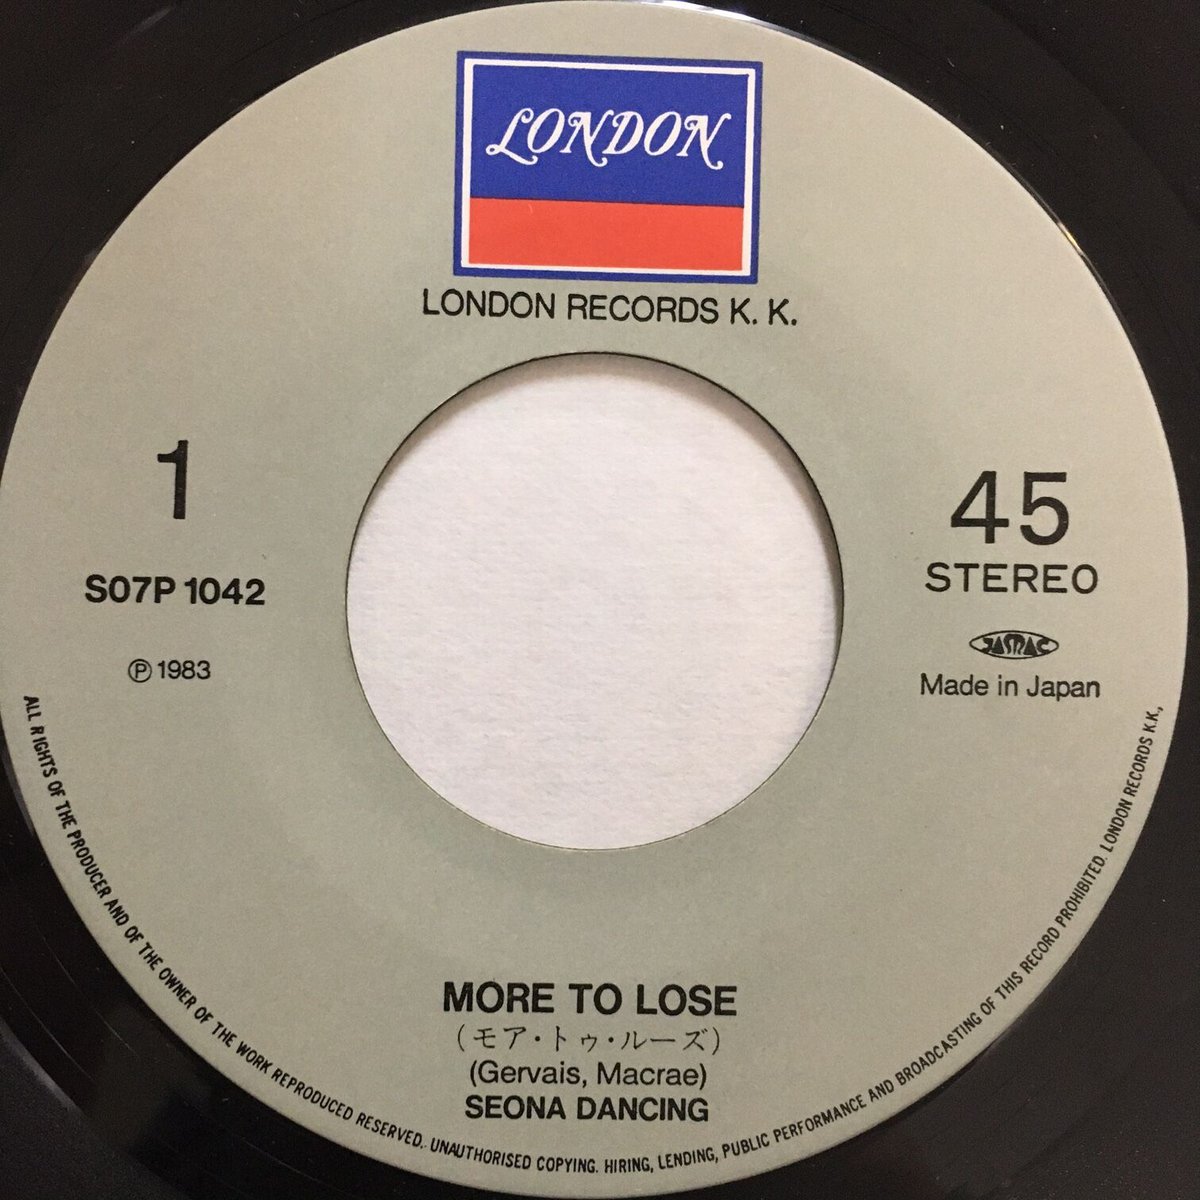 LONDON
LONDON RECORDS K. K.
1
S07P 1042
Ⓟ 1983
45
STEREO
JASRAC
Made in Japan
MORE TO LOSE
(モア・トゥ・ルーズ)
(Gervais, Macrae)
SEONA DANCING
ALL RIGHTS OF THE PRODUCER AND OF THE OWNER OF THE WORK REPRODUCED RESERVED. UNAUTHORISED COPYING. HIRING, LENDING, PUBLIC PERFORMANCE AND BROADCASTING OF THIS RECORD PROHIBITED. LONDON RECORDS K.K.,